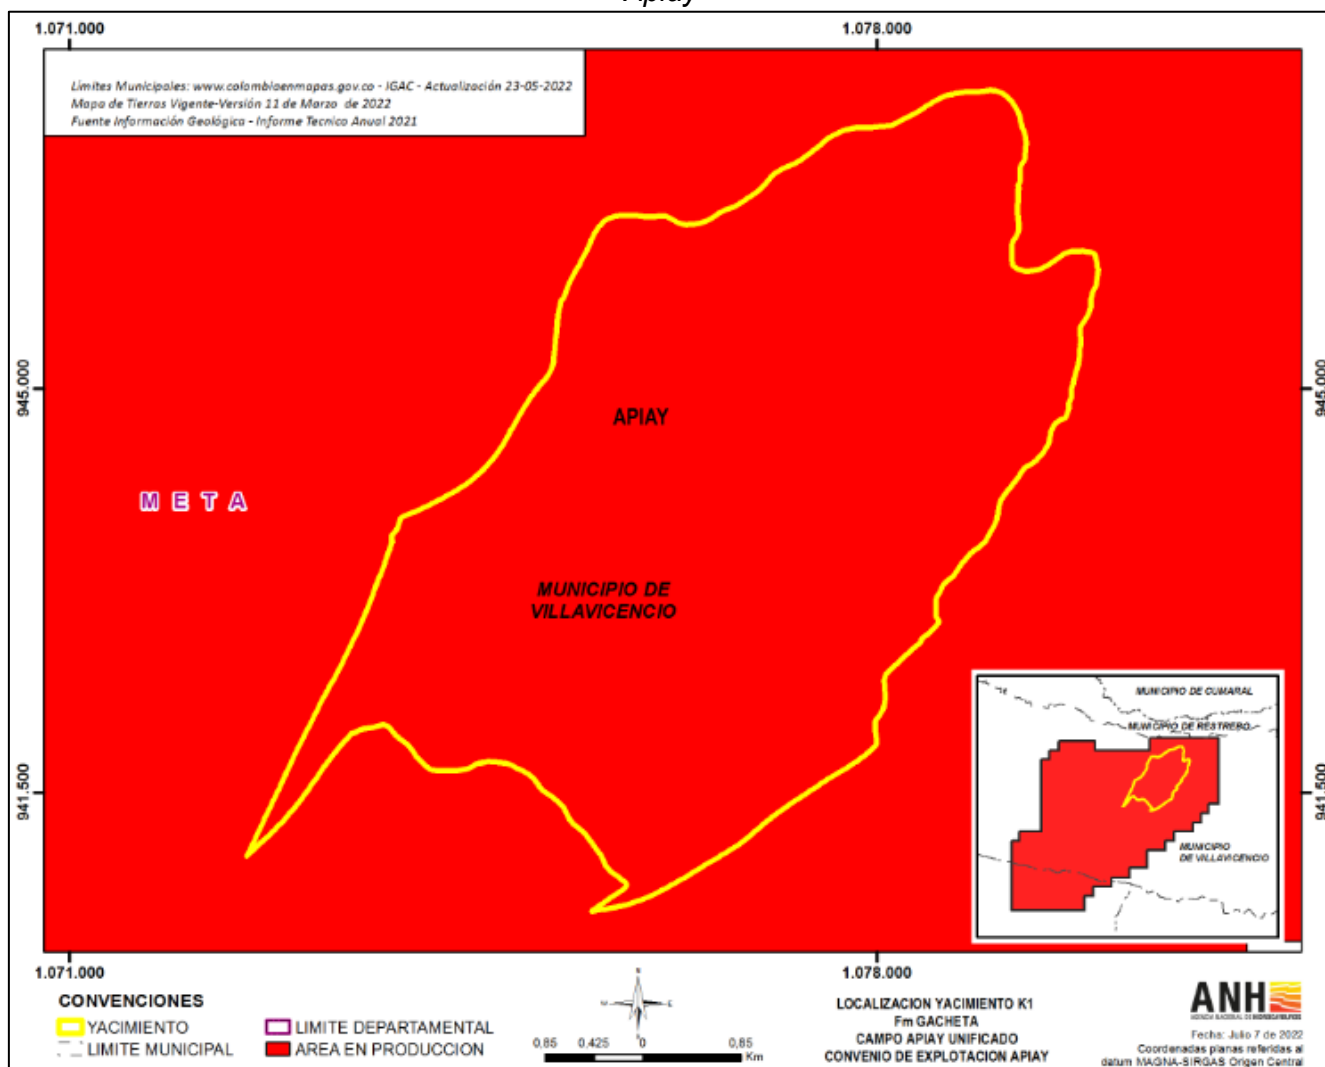 Apiay
1.071.000
1.078.000
Limites Municipales: www.colombiaenmapas.gov.co - IGAC - Actualización 23-05-2022
Mapa de Tierras Vigente-Versión 11 de Marzo de 2022
Fuente Información Geológica - Informe Tecnico Anual 2021
945.000
945.000
APIAY
META
MUNICIPIO DE
VILLAVICENCIO
MUNICIPIO DE CUMARAL
MUNICIPIO DE RESTREBO
MUNICIPIO
DE VILLAVICENCIO
941.500
941.500
1.071.000
1.078.000
CONVENCIONES
YACIMIENTO
LIMITE DEPARTAMENTAL
LIMITE MUNICIPAL
AREA EN PRODUCCION
N
E
0,85 0.425 0 0,85
Km
LOCALIZACION YACIMIENTO K1
Fm GACHETA
CAMPO APIAY UNIFICADO
CONVENIO DE EXPLOTACION APIAY
ANH
AGENCIA NACIONAL DE HIDROCARBUROS
Fecha: Julio 7 de 2022
Coordenadas planas referidas al
datum MAGNA-SIRGAS Origen Central